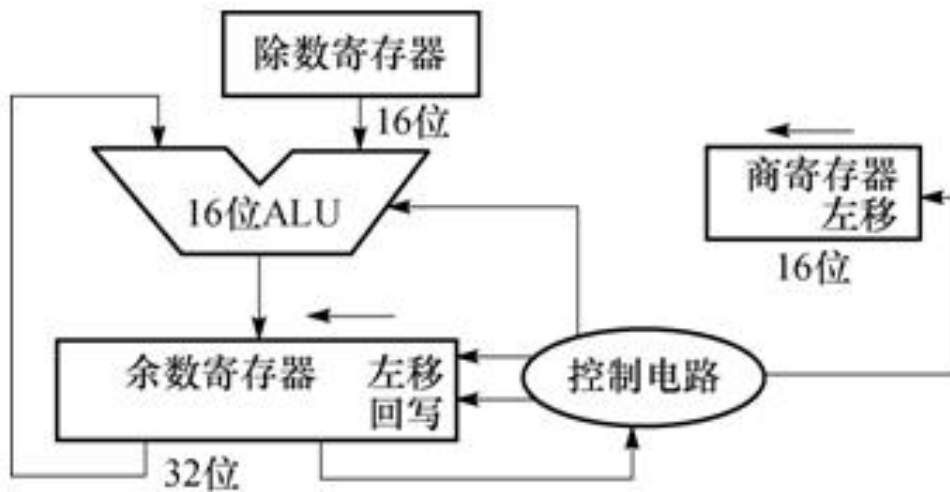 除数寄存器
16位
16位ALU
商寄存器
左移
16位
余数寄存器
左移
回写
控制电路
32位